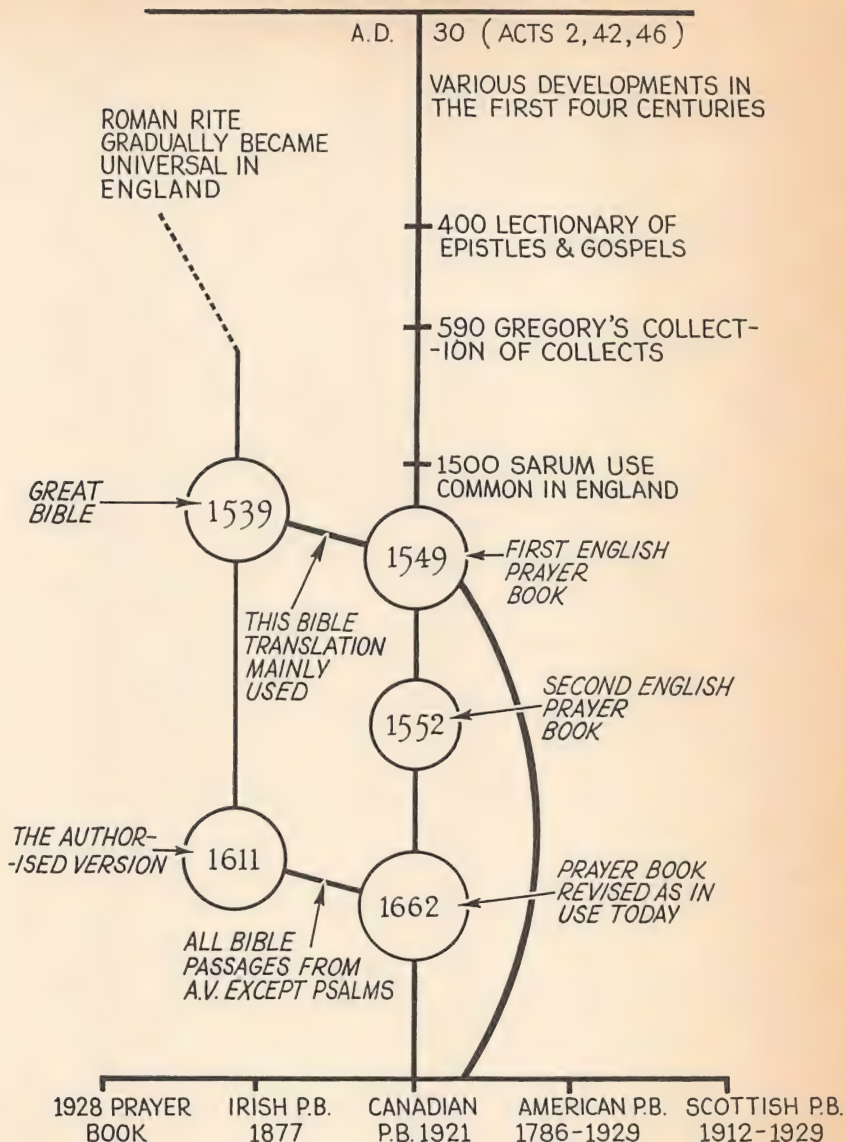 A.D. 30 (ACTS 2,42,46)
VARIOUS DEVELOPMENTS IN
THE FIRST FOUR CENTURIES
ROMAN RITE
GRADUALLY BECAME
UNIVERSAL IN
ENGLAND
400 LECTIONARY OF
EPISTLES & GOSPELS
590 GREGORY'S COLLECT-
-ION OF COLLECTS
1500 SARUM USE
COMMON IN ENGLAND
GREAT
BIBLE
1539
1549
FIRST ENGLISH
PRAYER
BOOK
THIS BIBLE
TRANSLATION
MAINLY
USED
1552
SECOND ENGLISH
PRAYER
BOOK
THE AUTHOR-
-ISED VERSION
1611
1662
PRAYER BOOK
REVISED AS IN
USE TODAY
ALL BIBLE
PASSAGES FROM
A.V. EXCEPT PSALMS
1928 PRAYER
BOOK
IRISH P.B.
1877
CANADIAN
P.B. 1921
AMERICAN P.B.
1786-1929
SCOTTISH P.B.
1912-1929